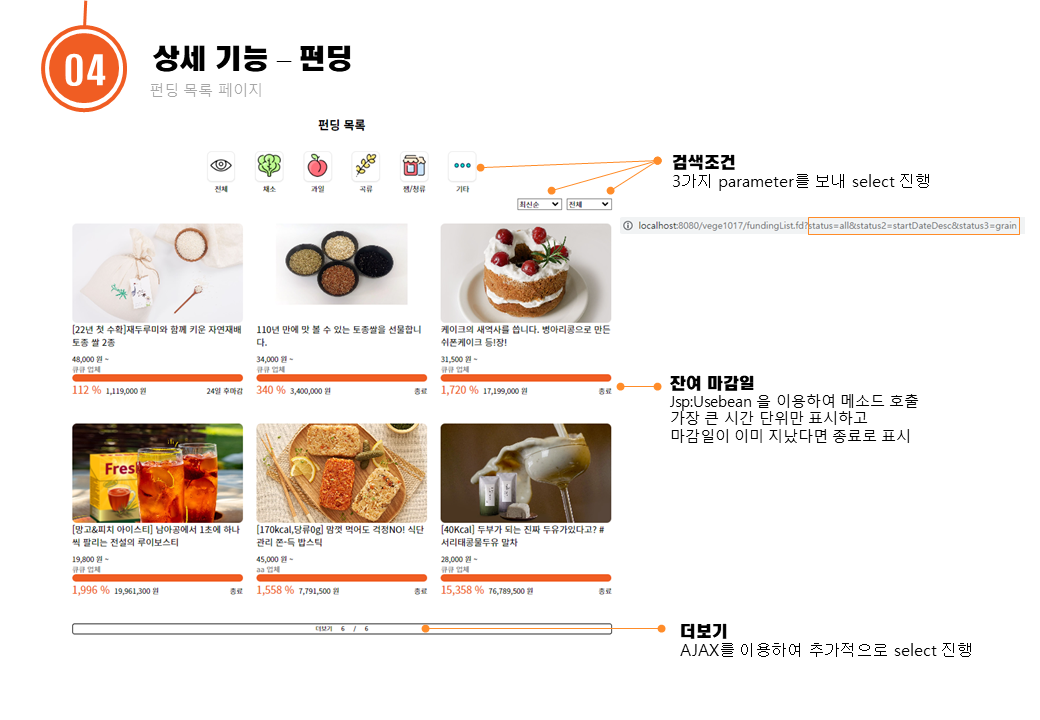 04
상세 기능 – 펀딩
펀딩 목록 페이지
펀딩 목록
전체
채소
과일
곡류
잼/청류
기타
최신순
전체
검색조건
3가지 parameter를 보내 select 진행
localhost:8080/vege1017/fundingList.fd?status=all&status2=startDateDesc&status3=grain
[22년 첫 수확]재두루미와 함께 키운 자연재배
토종 쌀 2종
48,000 원 ~
큐큐 업체
112 % 1,119,000 원 24일 후마감
110년 만에 맛 볼 수 있는 토종쌀을 선물합니
다.
34,000 원 ~
큐큐 업체
340 % 3,400,000 원 종료
케이크의 새역사를 씁니다. 병아리콩으로 만든
쉬폰케이크 등!장!
31,500 원 ~
큐큐 업체
1,720 % 17,199,000 원 종료
잔여 마감일
Jsp:Usebean 을 이용하여 메소드 호출
가장 큰 시간 단위만 표시하고
마감일이 이미 지났다면 종료로 표시
Fres
[망고&피치 아이스티] 남아공에서 1초에 하나
씩 팔리는 전설의 루이보스티
19,800 원 ~
큐큐 업체
1,996 % 19,961,300 원 종료
[170kcal,당류0g] 맘껏 먹어도 걱정NO! 식단
관리 쫀-득 밥스틱
45,000 원 ~
aa 업체
1,558 % 7,791,500 원 종료
[40Kcal] 두부가 되는 진짜 두유가있다고? #
서리태콩물두유 말차
28,000 원 ~
큐큐 업체
15,358 % 76,789,500 원 종료
더보기 6 / 6
더보기
AJAX를 이용하여 추가적으로 select 진행